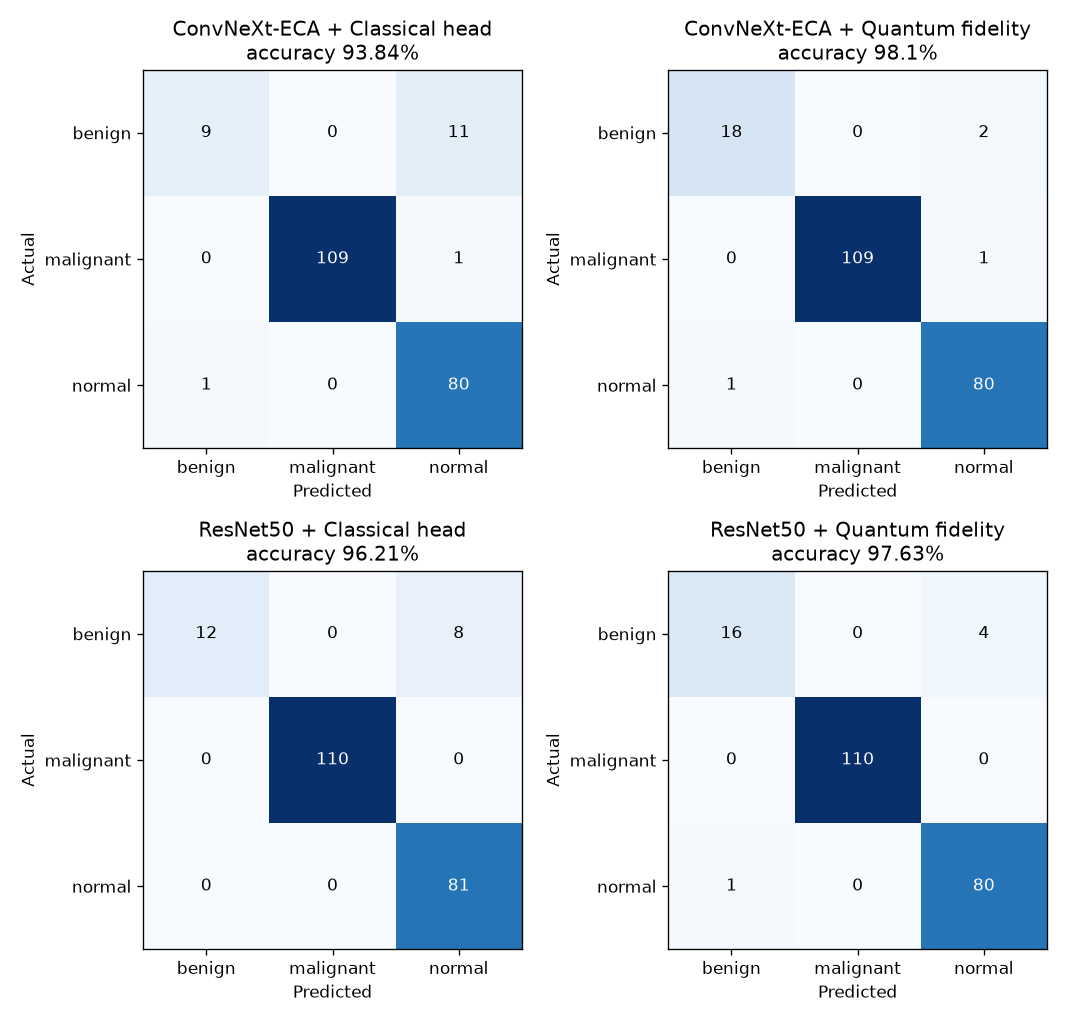 ConvNeXt-ECA + Classical head
accuracy 93.84%
benign 9 0 11
malignant 0 109 1
normal 1 0 80
benign malignant normal
Predicted
Actual
ConvNeXt-ECA + Quantum fidelity
accuracy 98.1%
benign 18 0 2
malignant 0 109 1
normal 1 0 80
benign malignant normal
Predicted
Actual
ResNet50 + Classical head
accuracy 96.21%
benign 12 0 8
malignant 0 110 0
normal 0 0 81
benign malignant normal
Predicted
Actual
ResNet50 + Quantum fidelity
accuracy 97.63%
benign 16 0 4
malignant 0 110 0
normal 1 0 80
benign malignant normal
Predicted
Actual